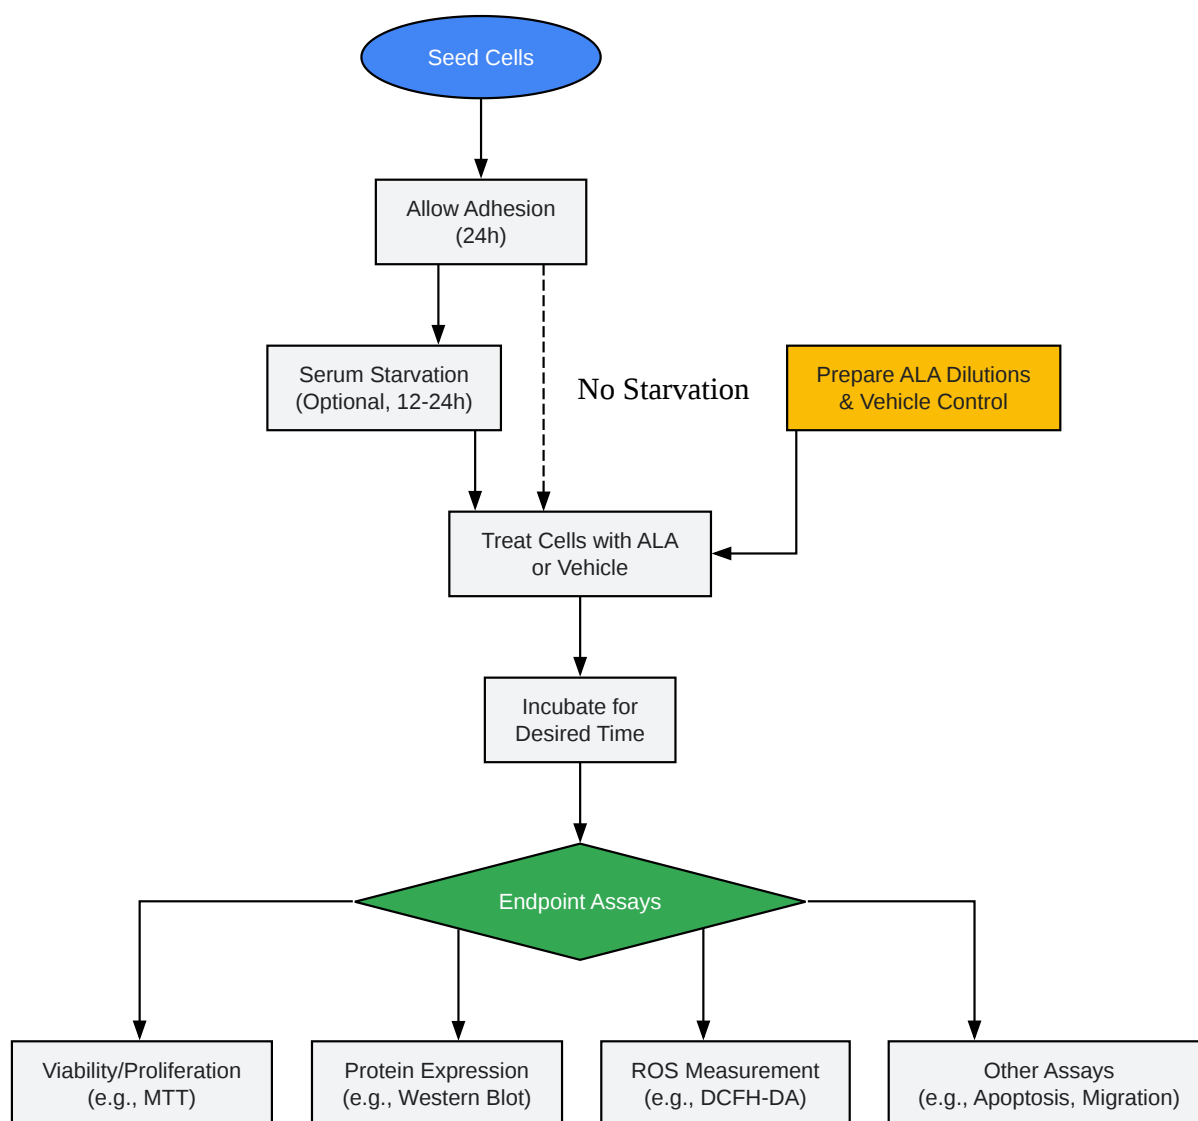 Seed Cells
Allow Adhesion
(24h)
Serum Starvation
(Optional, 12-24h)
No Starvation
Prepare ALA Dilutions
& Vehicle Control
Treat Cells with ALA
or Vehicle
Incubate for
Desired Time
Endpoint Assays
Viability/Proliferation
(e.g., MTT)
Protein Expression
(e.g., Western Blot)
ROS Measurement
(e.g., DCFH-DA)
Other Assays
(e.g., Apoptosis, Migration)